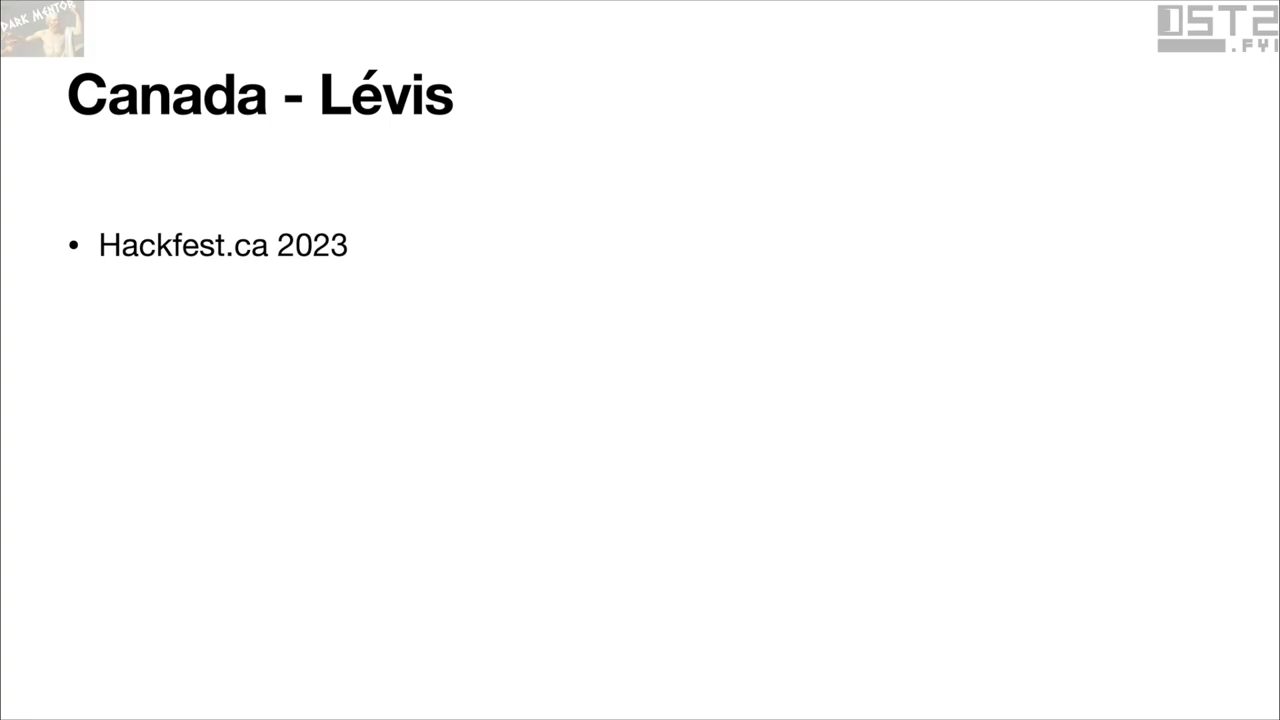 DARK MENTOR
OST2
.FYI
Canada - Lévis
• Hackfest.ca 2023